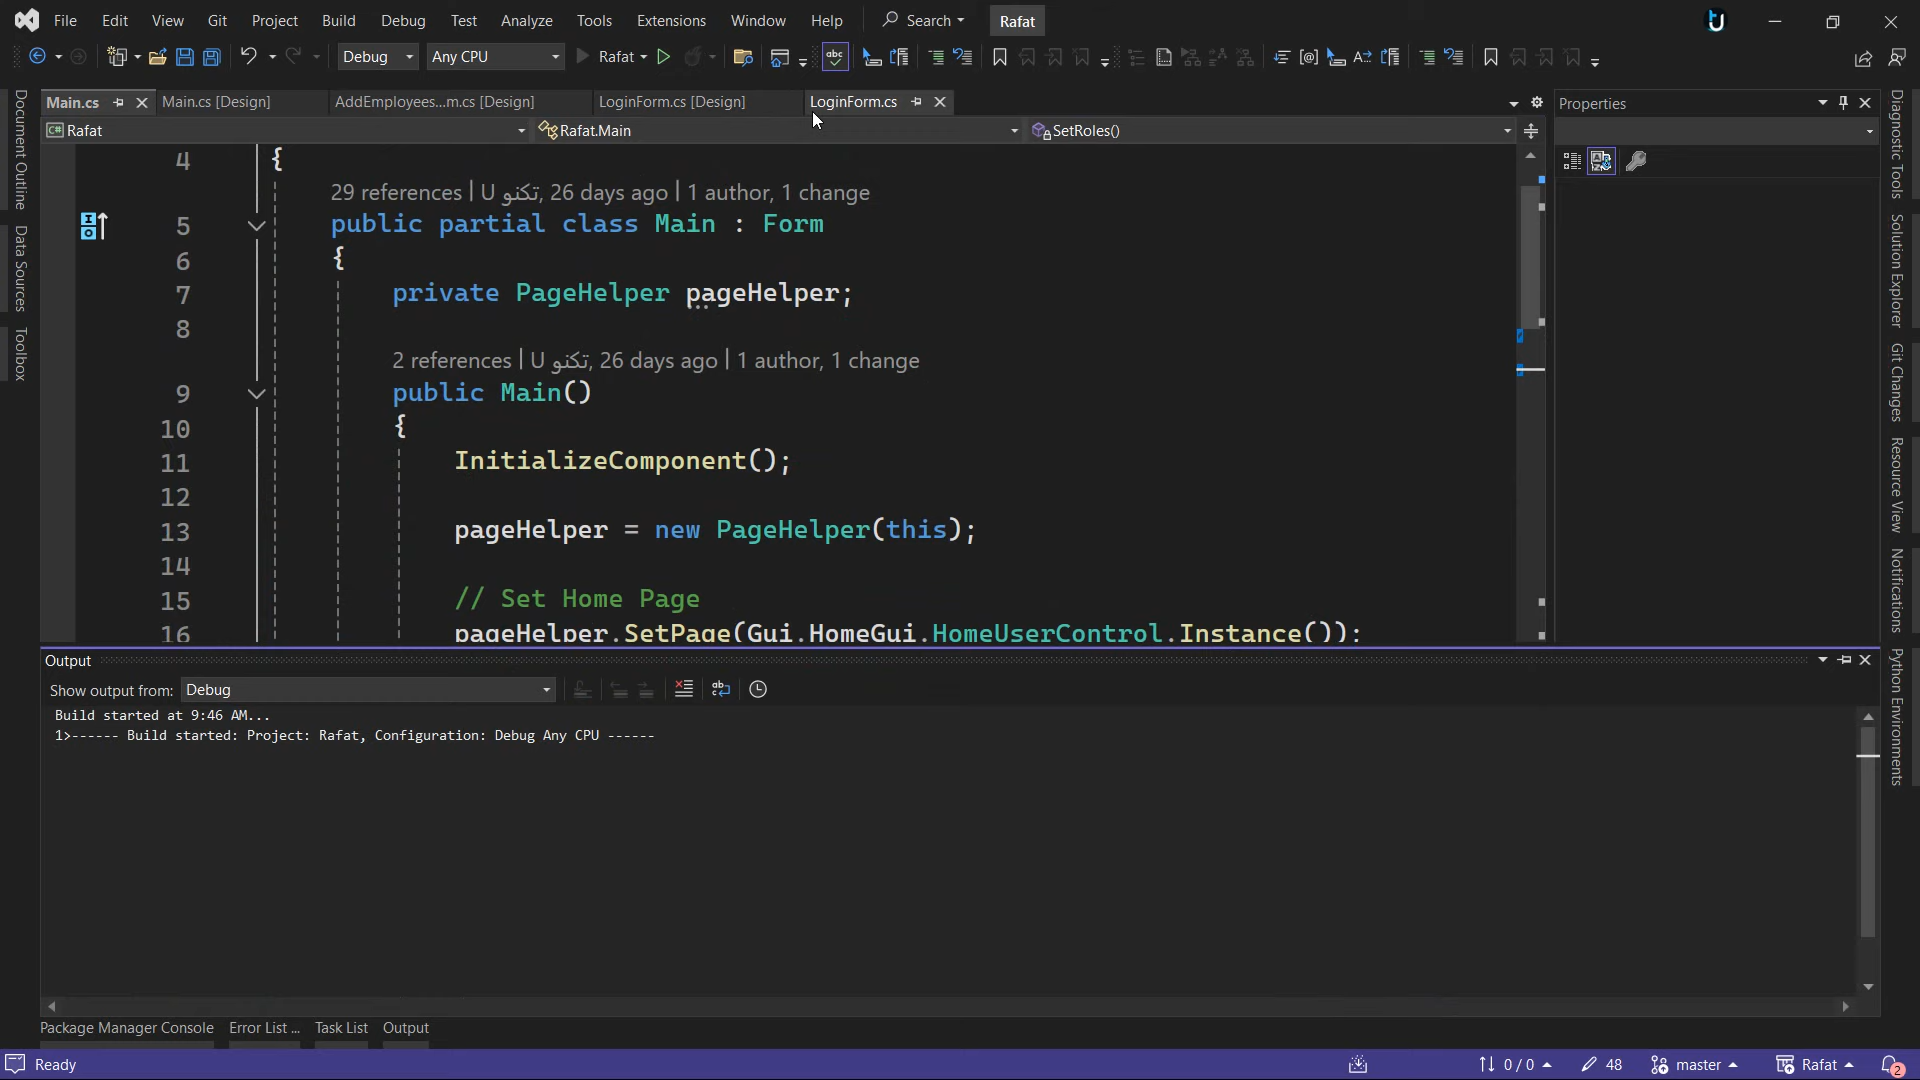 File Edit View Git Project Build Debug Test Analyze Tools Extensions Window Help Search Rafat
Debug Any CPU Rafat
Main.cs Main.cs [Design] AddEmployees...m.cs [Design] LoginForm.cs [Design] LoginForm.cs
Rafat Rafat.Main SetRoles()
4 {
29 references | U تكنو, 26 days ago | 1 author, 1 change
5 public partial class Main : Form
6 {
7 private PageHelper pageHelper;
8
2 references | U تكنو, 26 days ago | 1 author, 1 change
9 public Main()
10 {
11 InitializeComponent();
12
13 pageHelper = new PageHelper(this);
14
15 // Set Home Page
16 pageHelper.SetPage(Gui.HomeGui.HomeUserControl.Instance());
Output
Show output from: Debug
Build started at 9:46 AM...
1>------ Build started: Project: Rafat, Configuration: Debug Any CPU ------
Package Manager Console Error List ... Task List Output
Ready 0 / 0 48 master Rafat 2
Document Outline
Data Sources
Toolbox
Properties
Diagnostic Tools
Solution Explorer
Git Changes
Resource View
Notifications
Python Environments